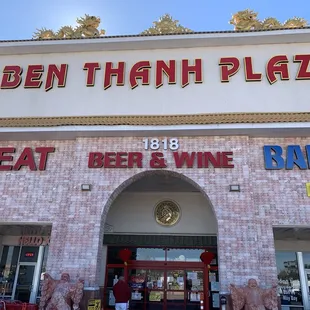 BEN THANH PLAZ
EAT
1818
BEER & WINE
BA